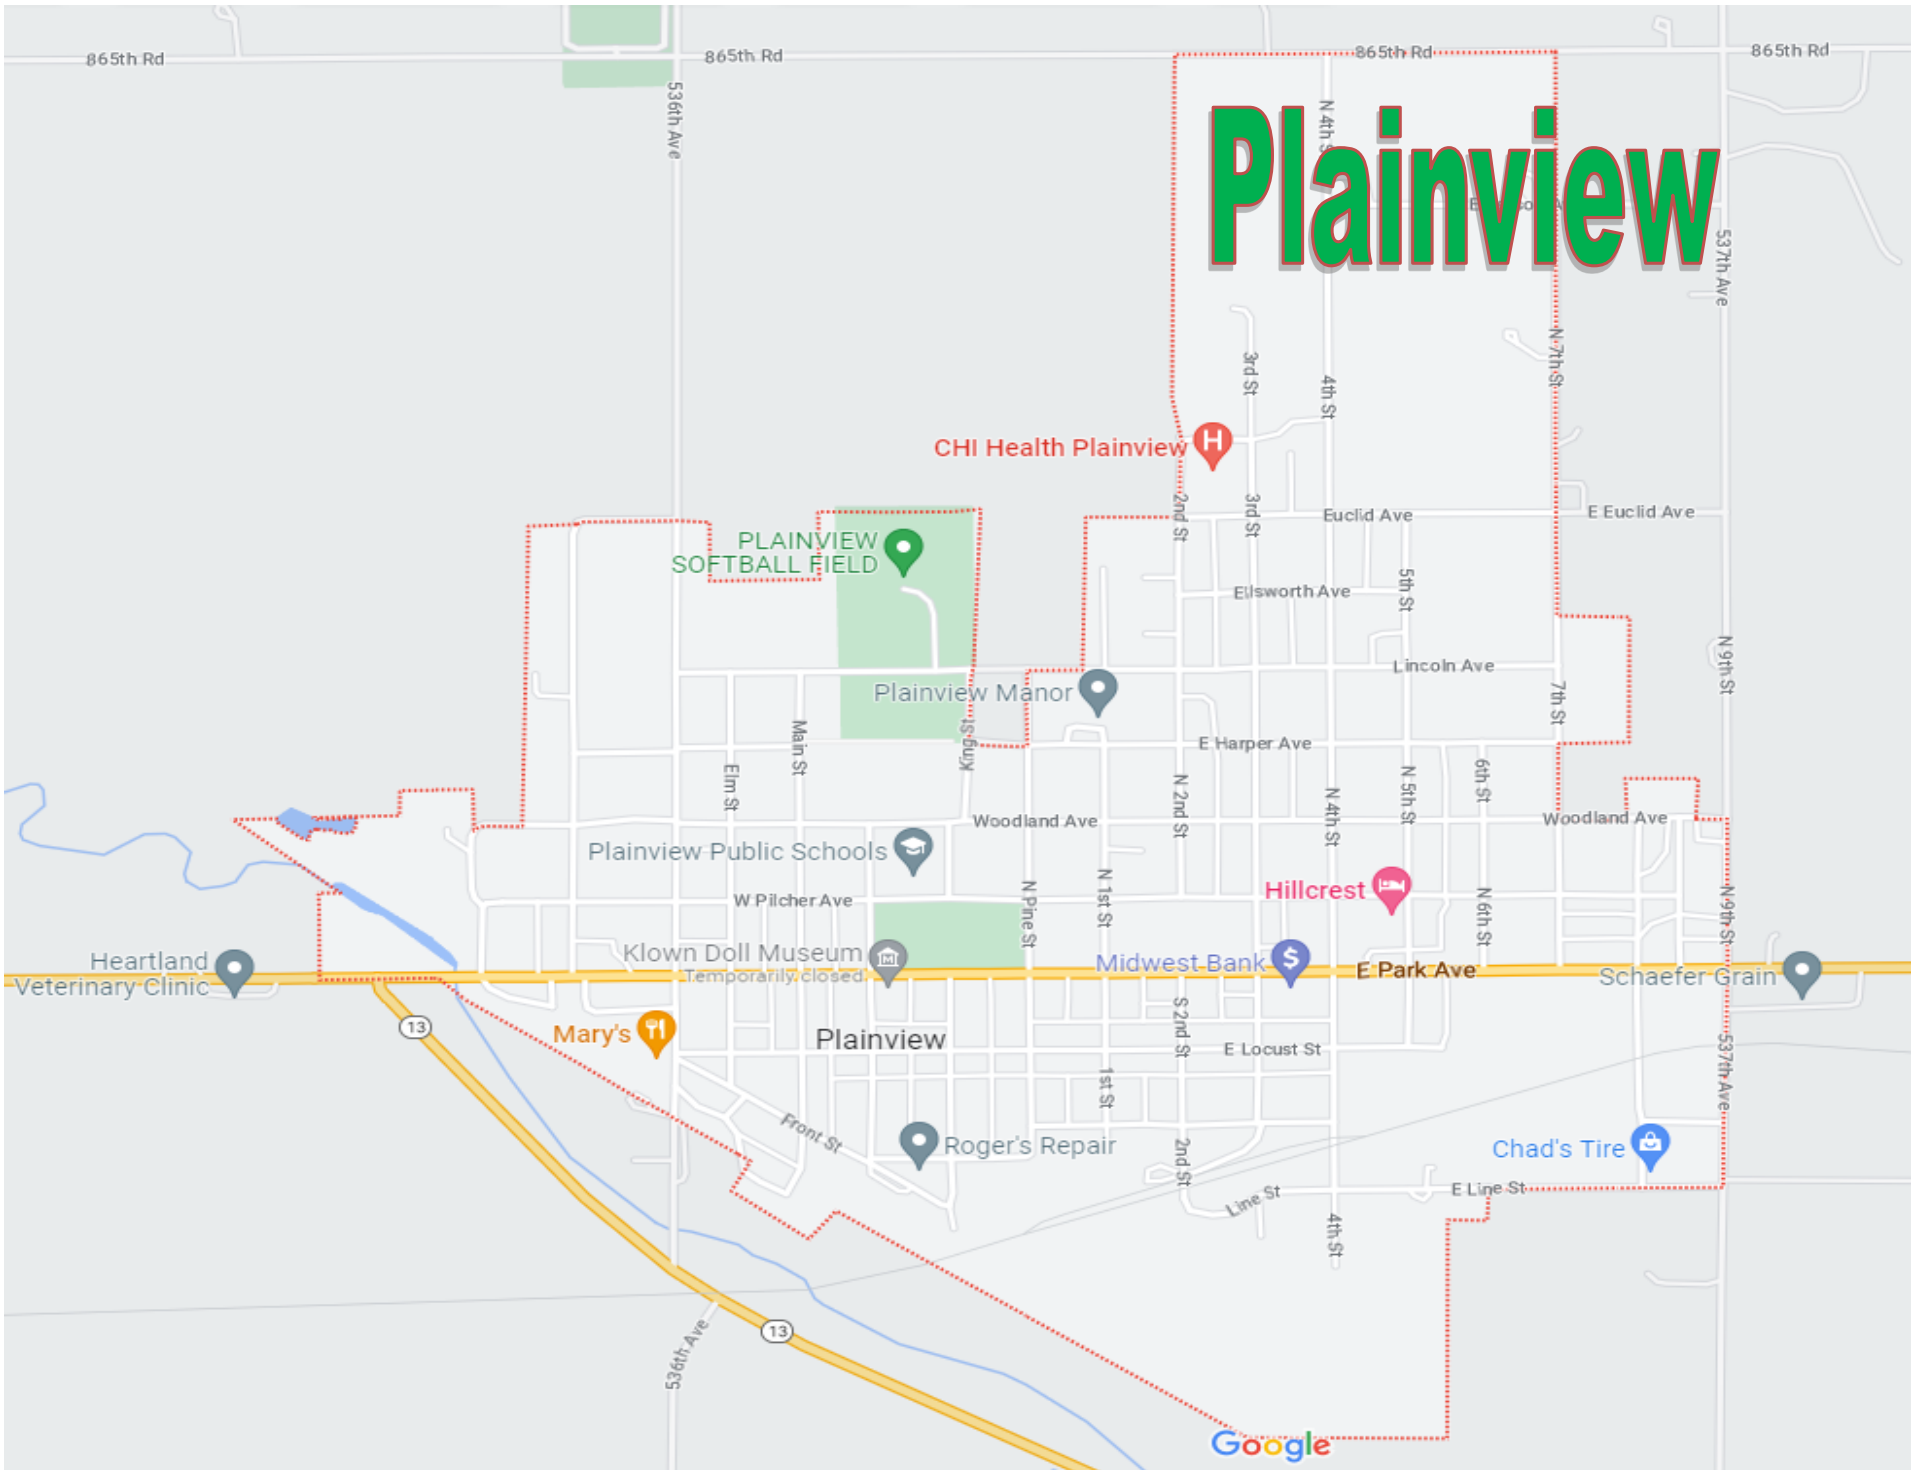 865th Rd
865th Rd
865th Rd
865th Rd
536th Ave
N 4th S
Plainview
537th Ave
N 7th St
3rd St
4th St
CHI Health Plainview
2nd St
3rd St
Euclid Ave
E Euclid Ave
PLAINVIEW
SOFTBALL FIELD
Ellsworth Ave
5th St
Lincoln Ave
N 9th St
Plainview Manor
7th St
King St
Main St
E Harper Ave
Elm St
N 2nd St
N 4th St
N 5th St
6th St
Woodland Ave
Woodland Ave
Plainview Public Schools
W Pilcher Ave
N Pine St
N 1st St
Hillcrest
N 6th St
N 9th St
Klown Doll Museum
Temporarily closed
Heartland
Veterinary Clinic
Midwest Bank
E Park Ave
Schaefer Grain
13
Mary's
Plainview
S 2nd St
E Locust St
537th Ave
1st St
Front St
Roger's Repair
2nd St
Chad's Tire
Line St
E Line St
4th St
13
536th Ave
Google